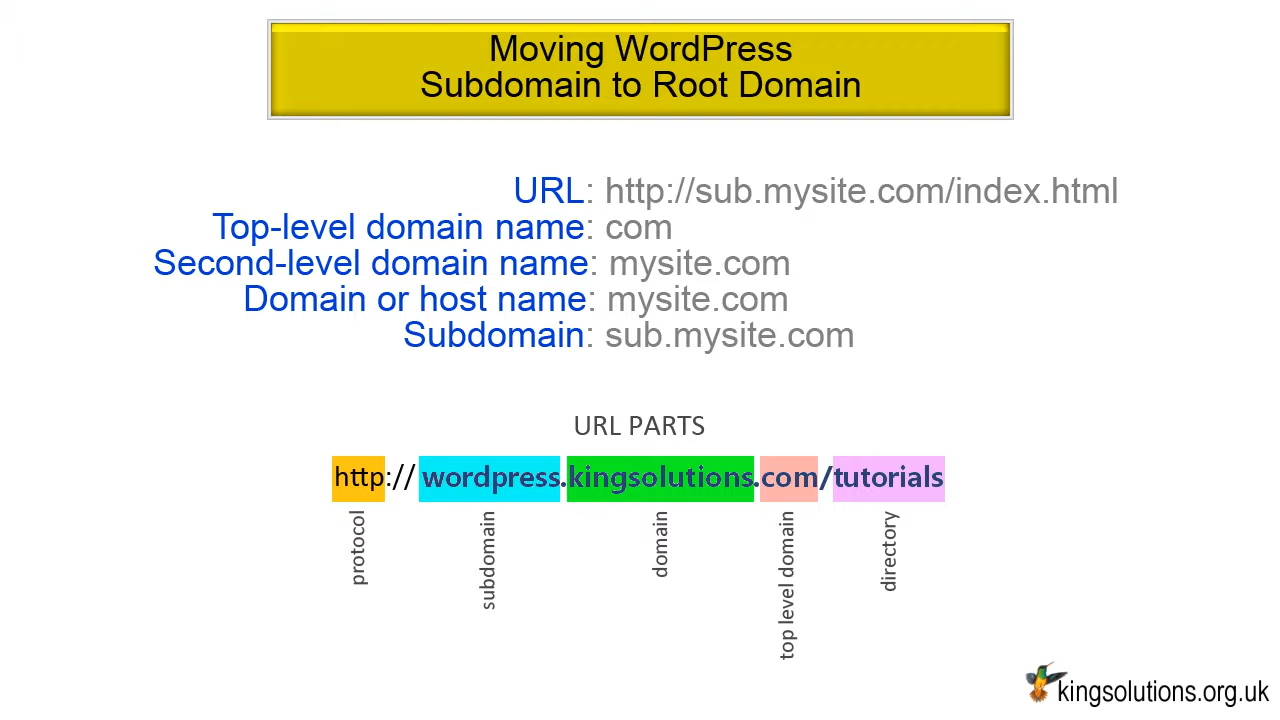 Moving WordPress
Subdomain to Root Domain
URL: http://sub.mysite.com/index.html
Top-level domain name: com
Second-level domain name: mysite.com
Domain or host name: mysite.com
Subdomain: sub.mysite.com
URL PARTS
http://wordpress.kingsolutions.com/tutorials
protocol
subdomain
domain
top level domain
directory
kingsolutions.org.uk